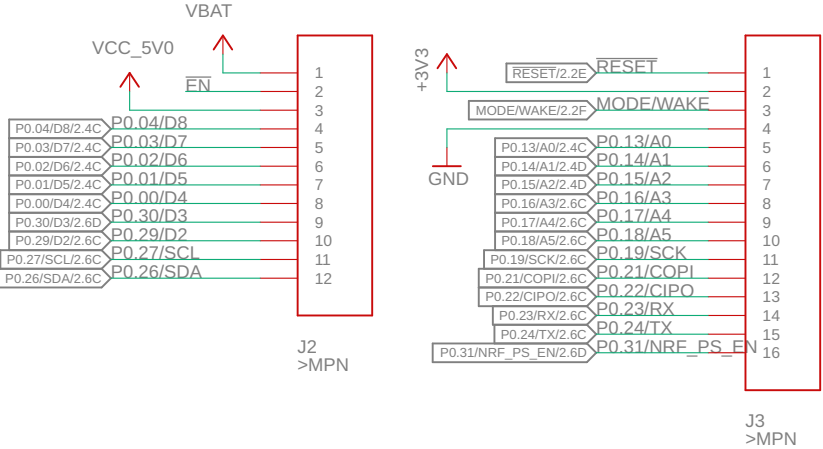 VBAT
VCC_5V0
EN
1
2
3
P0.04/D8/2.4C P0.04/D8 4
P0.03/D7/2.4C P0.03/D7 5
P0.02/D6/2.4C P0.02/D6 6
P0.01/D5/2.4C P0.01/D5 7
P0.00/D4/2.4C P0.00/D4 8
P0.30/D3/2.6D P0.30/D3 9
P0.29/D2/2.6C P0.29/D2 10
P0.27/SCL/2.6C P0.27/SCL 11
P0.26/SDA/2.6C P0.26/SDA 12
J2
>MPN
+3V3
RESET/2.2E RESET 1
2
MODE/WAKE/2.2F MODE/WAKE 3
4
GND
P0.13/A0/2.4C P0.13/A0 5
P0.14/A1/2.4D P0.14/A1 6
P0.15/A2/2.4D P0.15/A2 7
P0.16/A3/2.6C P0.16/A3 8
P0.17/A4/2.6C P0.17/A4 9
P0.18/A5/2.6C P0.18/A5 10
P0.19/SCK/2.6C P0.19/SCK 11
P0.21/COPI/2.6C P0.21/COPI 12
P0.22/CIPO/2.6C P0.22/CIPO 13
P0.23/RX/2.6C P0.23/RX 14
P0.24/TX/2.6C P0.24/TX 15
P0.31/NRF_PS_EN/2.6D P0.31/NRF_PS_EN 16
J3
>MPN